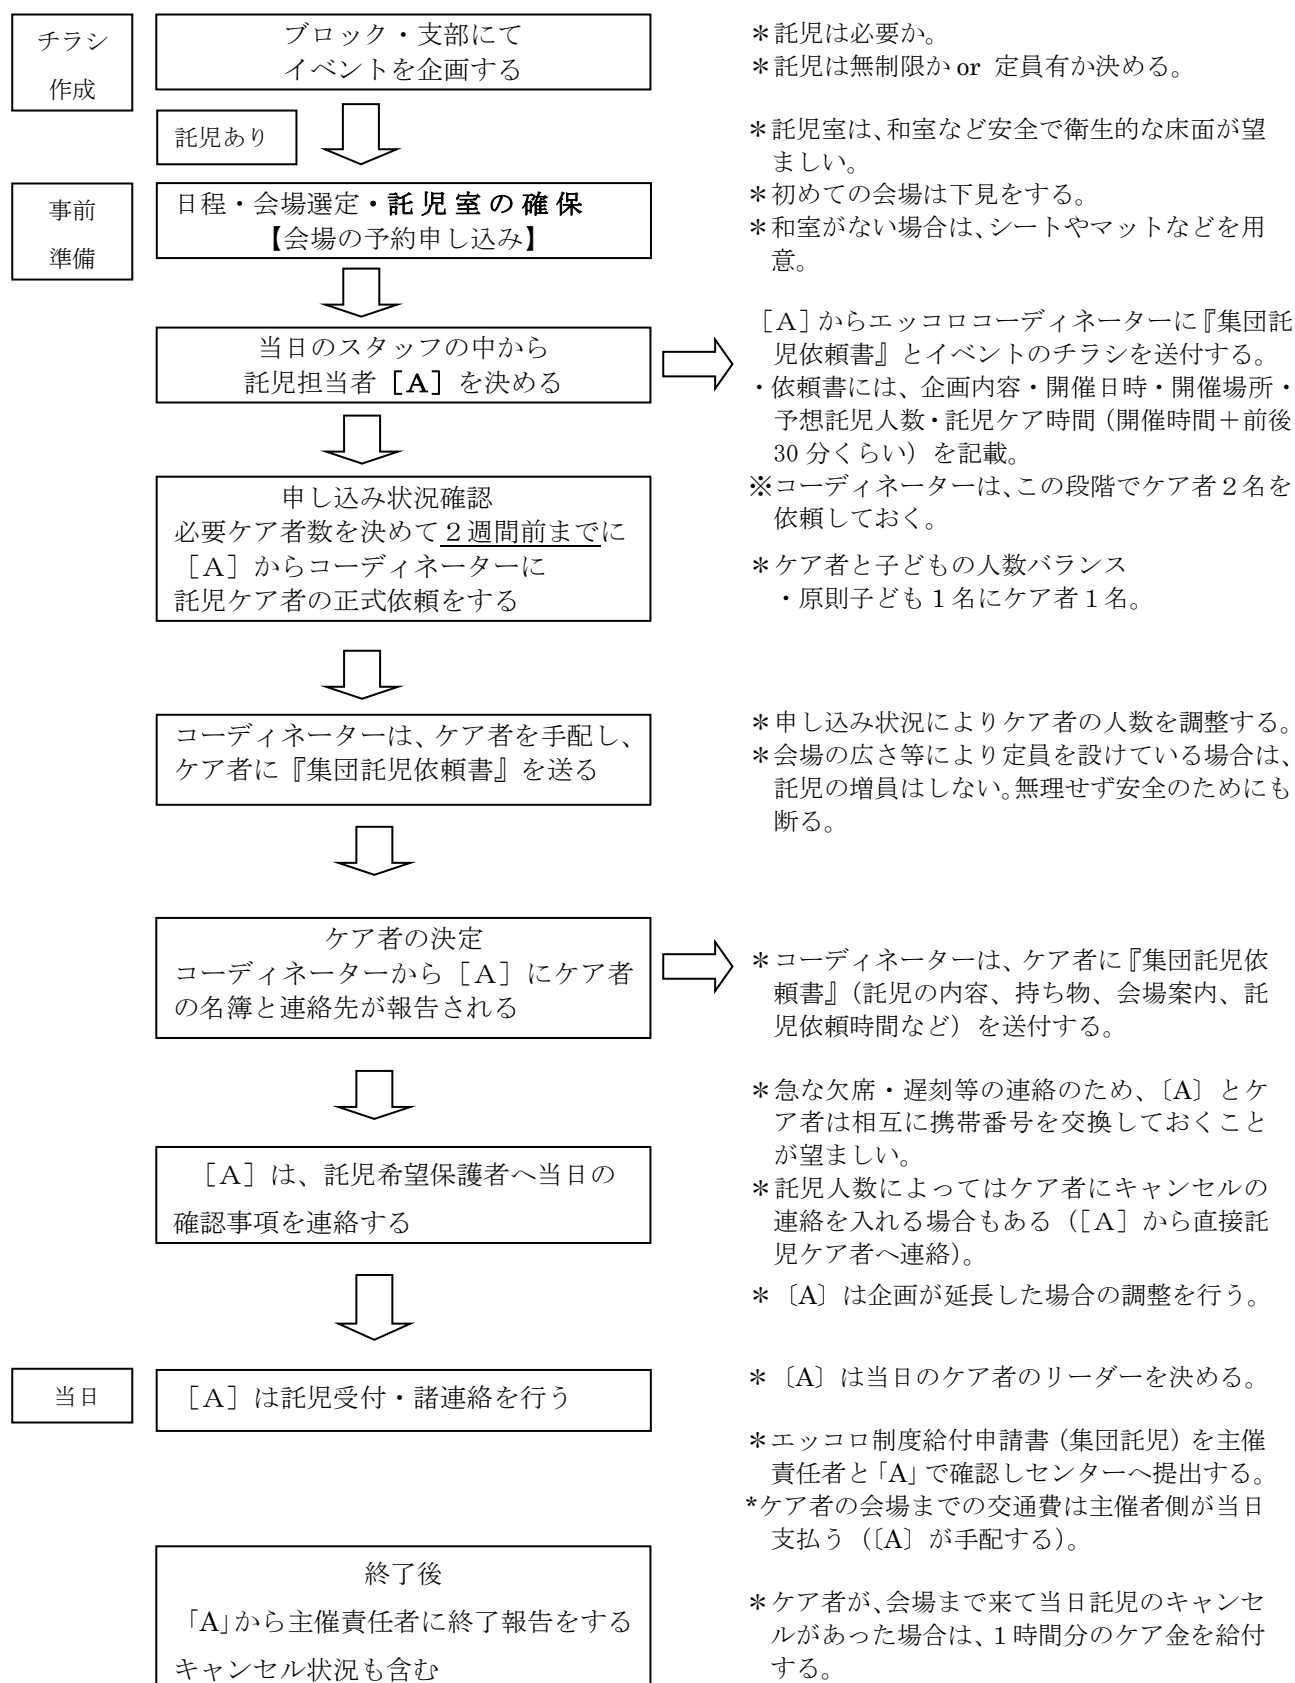 チラシ
作成
ブロック・支部にて
イベントを企画する
＊託児は必要か。
＊託児は無制限か or 定員有か決める。
託児あり
＊託児室は、和室など安全で衛生的な床面が望
ましい。
＊初めての会場は下見をする。
＊和室がない場合は、シートやマットなどを用
意。
事前
準備
日程・会場選定・託児室の確保
【会場の予約申し込み】
当日のスタッフの中から
託児担当者［A］を決める
［A］からエッコロコーディネーターに『集団託
児依頼書』とイベントのチラシを送付する。
・依頼書には、企画内容・開催日時・開催場所・
予想託児人数・託児ケア時間（開催時間＋前後
30 分くらい）を記載。
※コーディネーターは、この段階でケア者２名を
依頼しておく。
申し込み状況確認
必要ケア者数を決めて２週間前までに
［A］からコーディネーターに
託児ケア者の正式依頼をする
＊ケア者と子どもの人数バランス
・原則子ども１名にケア者１名。
コーディネーターは、ケア者を手配し、
ケア者に『集団託児依頼書』を送る
＊申し込み状況によりケア者の人数を調整する。
＊会場の広さ等により定員を設けている場合は、
託児の増員はしない。無理せず安全のためにも
断る。
ケア者の決定
コーディネーターから［A］にケア者
の名簿と連絡先が報告される
＊コーディネーターは、ケア者に『集団託児依
頼書』（託児の内容、持ち物、会場案内、託
児依頼時間など）を送付する。
［A］は、託児希望保護者へ当日の
確認事項を連絡する
＊急な欠席・遅刻等の連絡のため、〔A〕とケ
ア者は相互に携帯番号を交換しておくこと
が望ましい。
＊託児人数によってはケア者にキャンセルの
連絡を入れる場合もある（［A］から直接託
児ケア者へ連絡）。
＊〔A〕は企画が延長した場合の調整を行う。
当日
［A］は託児受付・諸連絡を行う
＊〔A〕は当日のケア者のリーダーを決める。
＊エッコロ制度給付申請書（集団託児）を主催
責任者と「A」で確認しセンターへ提出する。
*ケア者の会場までの交通費は主催者側が当日
支払う（〔A〕が手配する）。
終了後
「A」から主催責任者に終了報告をする
キャンセル状況も含む
＊ケア者が、会場まで来て当日託児のキャンセ
ルがあった場合は、１時間分のケア金を給付
する。